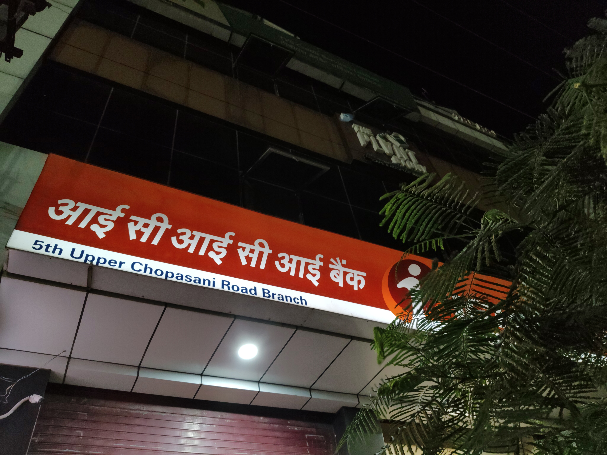 आई सी आई सी आई बैंक
5th Upper Chopasani Road Branch